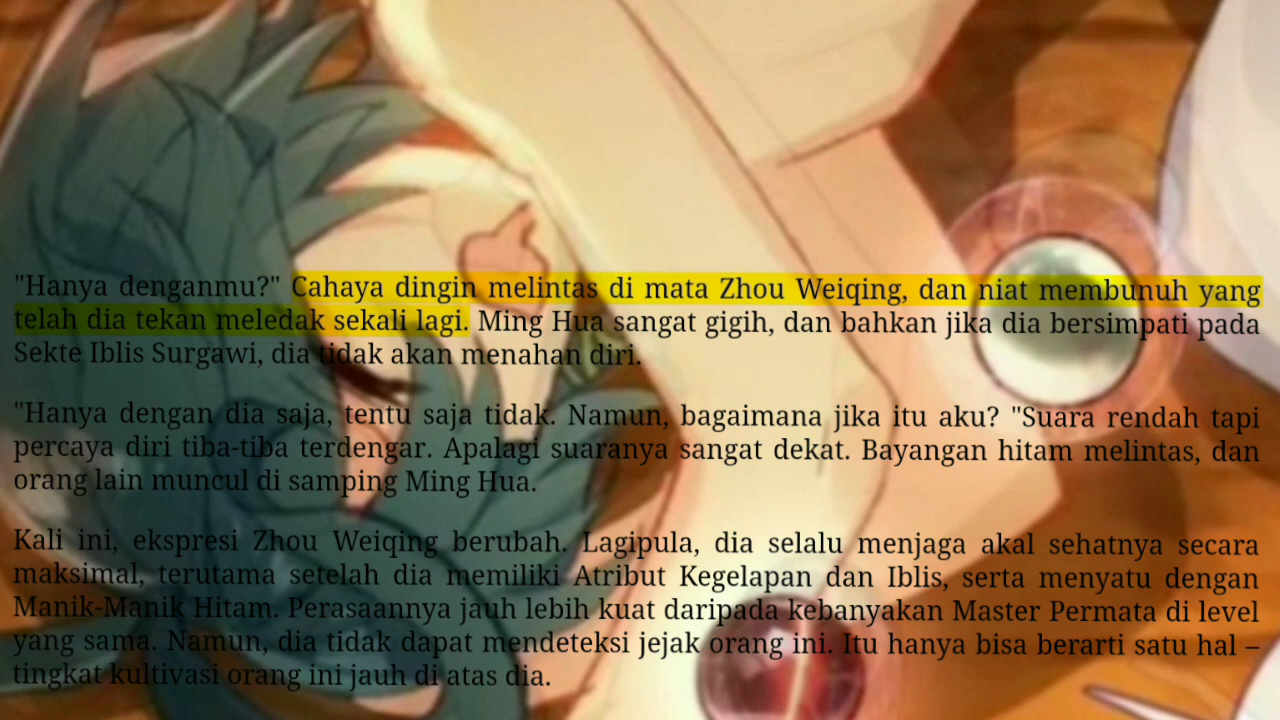 "Hanya denganmu?" Cahaya dingin melintas di mata Zhou Weiqing, dan niat membunuh yang
telah dia tekan meledak sekali lagi. Ming Hua sangat gigih, dan bahkan jika dia bersimpati pada
Sekte Iblis Surgawi, dia tidak akan menahan diri.
"Hanya dengan dia saja, tentu saja tidak. Namun, bagaimana jika itu aku? "Suara rendah tapi
percaya diri tiba-tiba terdengar. Apalagi suaranya sangat dekat. Bayangan hitam melintas, dan
orang lain muncul di samping Ming Hua.
Kali ini, ekspresi Zhou Weiqing berubah. Lagipula, dia selalu menjaga akal sehatnya secara
maksimal, terutama setelah dia memiliki Atribut Kegelapan dan Iblis, serta menyatu dengan
Manik-Manik Hitam. Perasaannya jauh lebih kuat daripada kebanyakan Master Permata di level
yang sama. Namun, dia tidak dapat mendeteksi jejak orang ini. Itu hanya bisa berarti satu hal –
tingkat kultivasi orang ini jauh di atas dia.